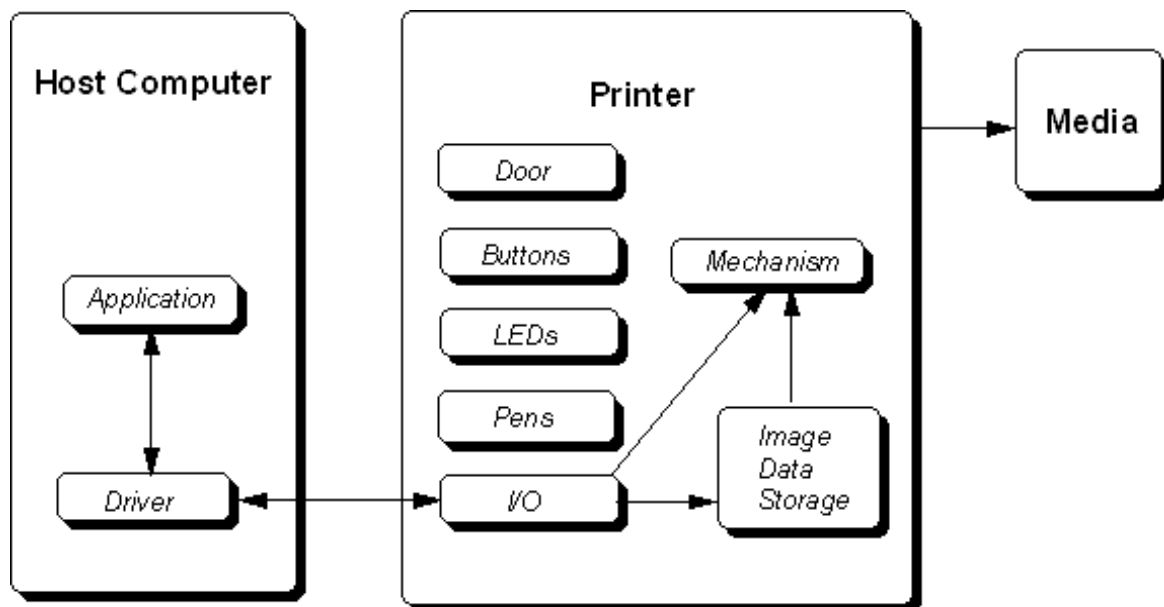 Host Computer
Application
Driver
Printer
Door
Buttons
LEDs
Pens
I/O
Mechanism
Image
Data
Storage
Media